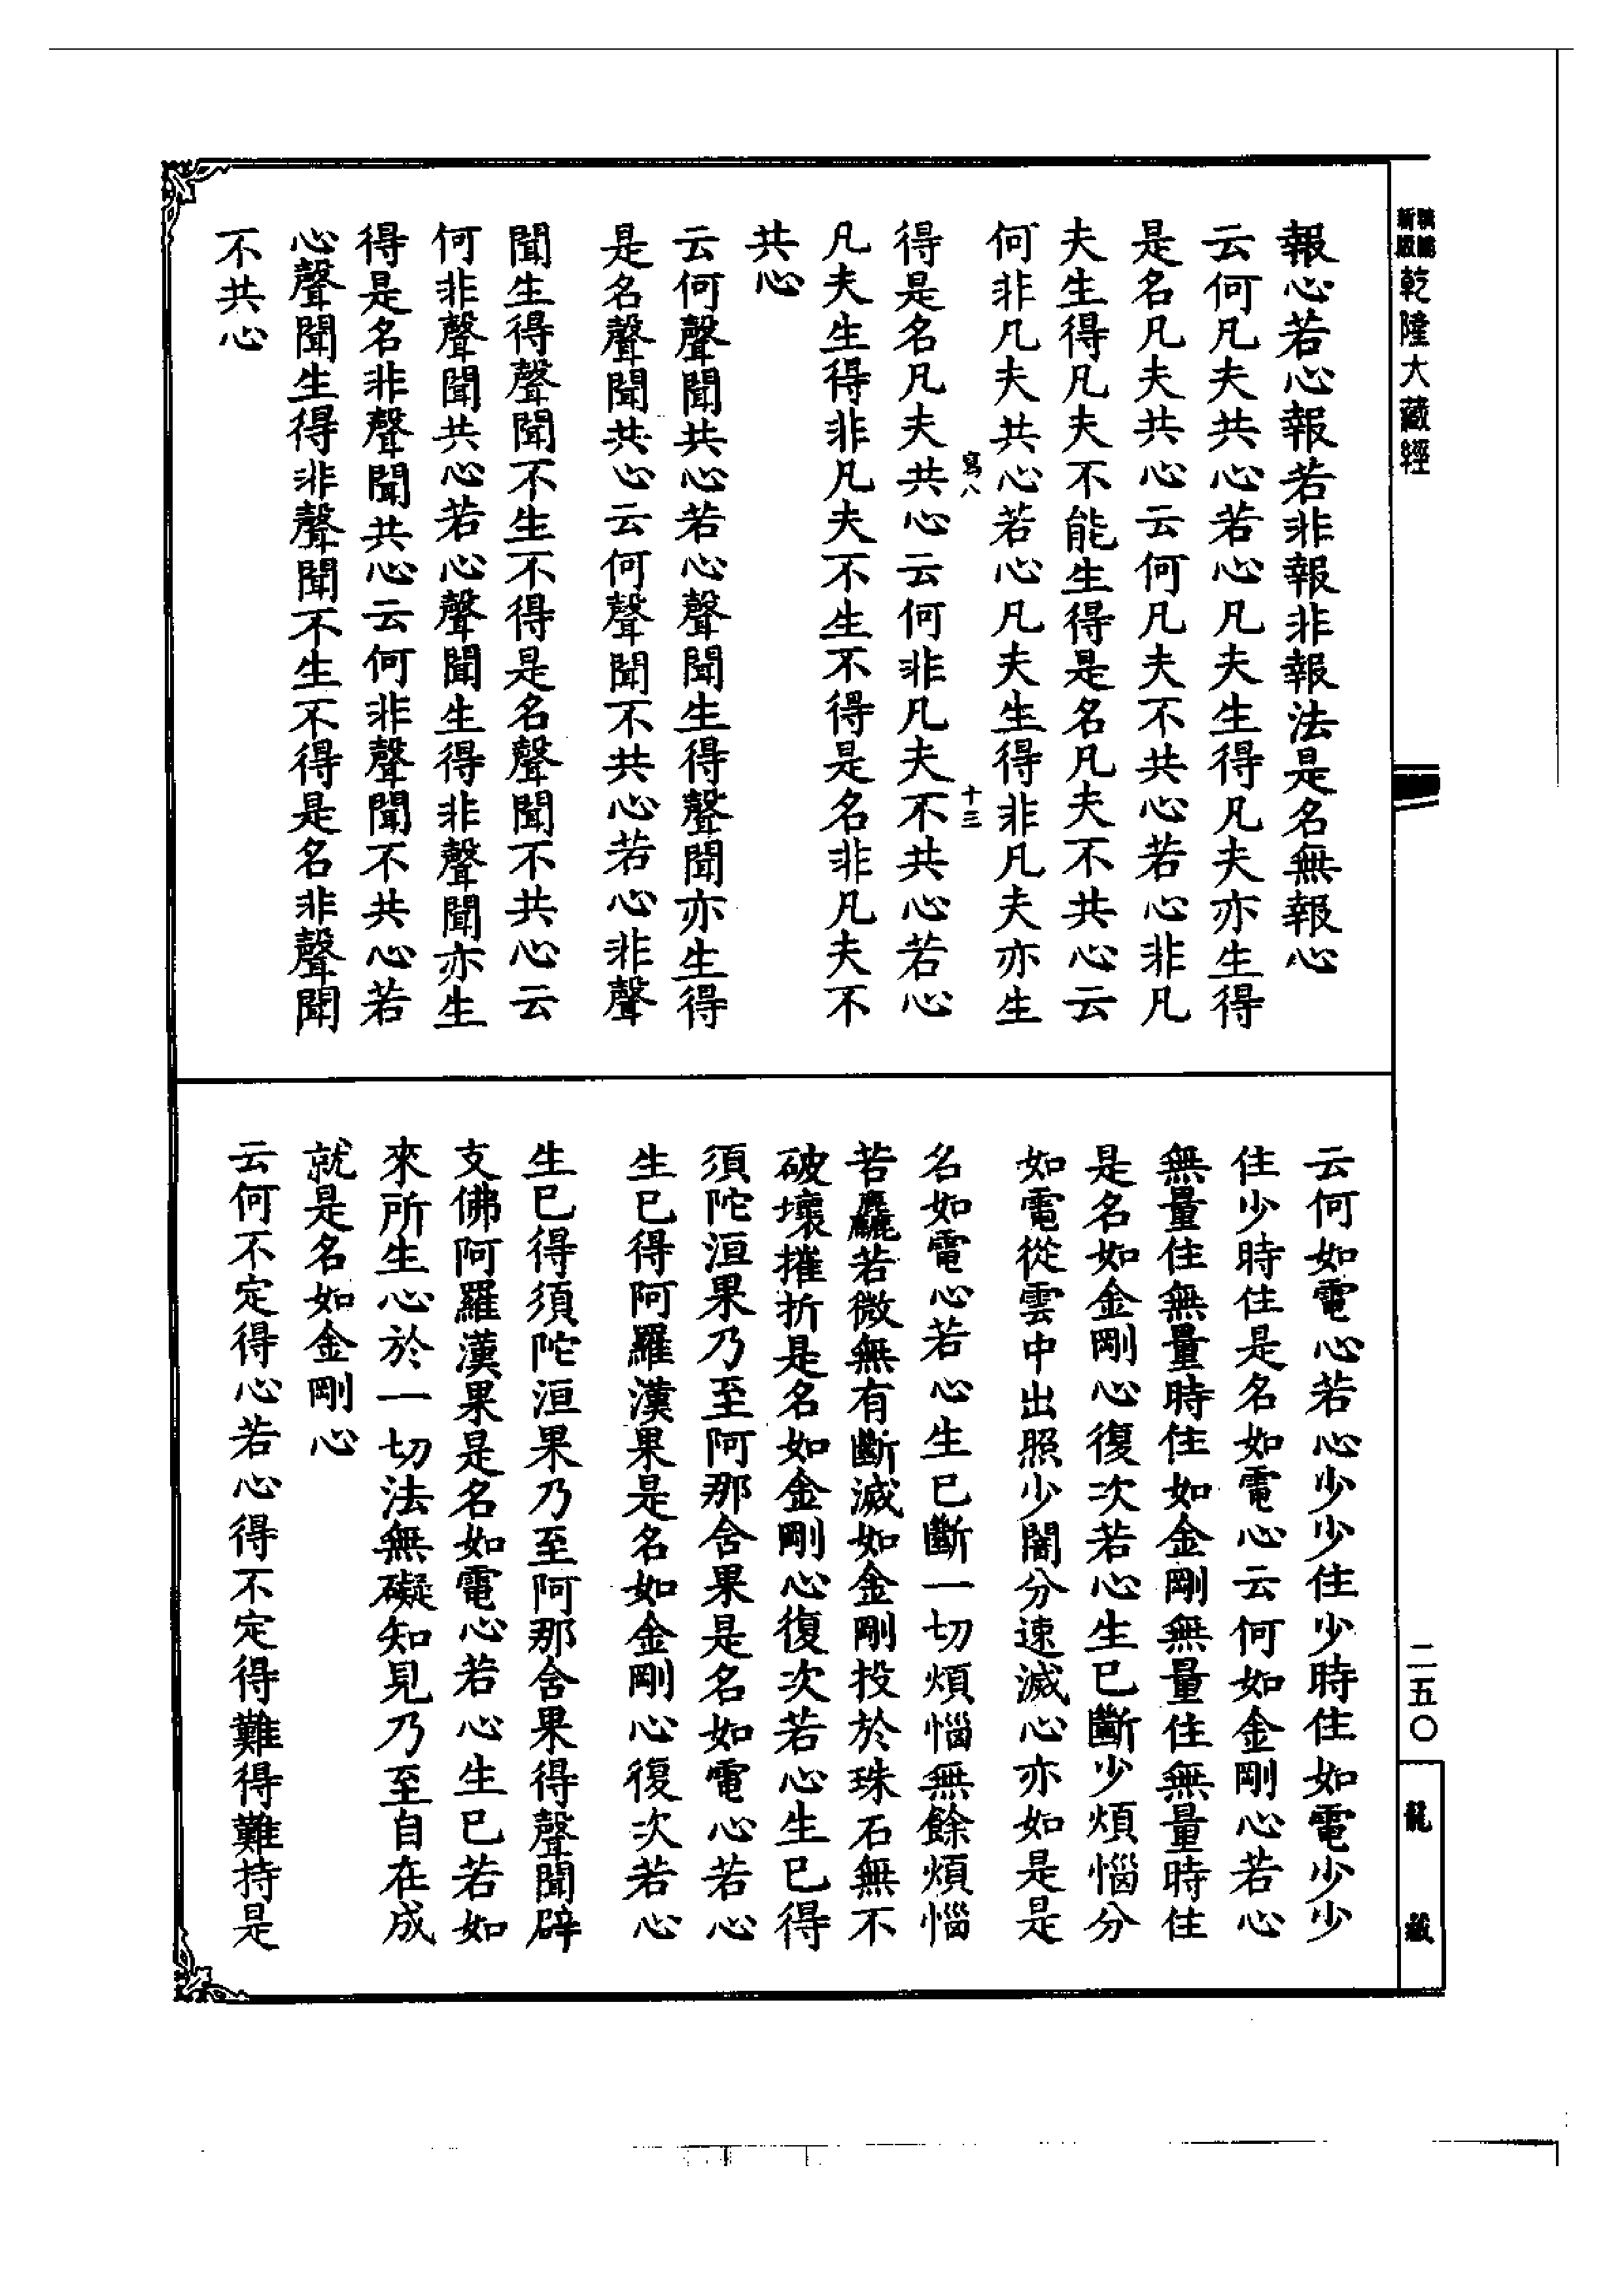 新版
乾隆大藏經
報心若心報若非報非報法是名無報心
云何凡夫共心若心凡夫生得凡夫亦生得
是名凡夫共心云何凡夫不共心若心非凡
夫生得凡夫不能生得是名凡夫不共心云
何非凡夫共心若心凡夫生得非凡夫亦生
寫八
十三
得是名凡夫共心云何非凡夫不共心若心
凡夫生得非凡夫不生不得是名非凡夫不
共心
云何聲聞共心若心聲聞生得聲聞亦生得
是名聲聞共心云何聲聞不共心若心非聲
聞生得聲聞不生不得是名聲聞不共心云
何非聲聞共心若心聲聞生得非聲聞亦生
得是名非聲聞共心云何非聲聞不共心若
心聲聞生得非聲聞不生不得是名非聲聞
不共心
云何如電心若心少少住少時住如電少少
住少時住是名如電心云何如金剛心若心
無量住無量時住如金剛無量住無量時住
是名如金剛心復次若心生已斷少煩惱分
如電從雲中出照少闇分速滅心亦如是是
名如電心若心生已斷一切煩惱無餘煩惱
若麤若微無有斷滅如金剛投於珠石無不
破壞摧折是名如金剛心復次若心生已得
須陀洹果乃至阿那含果是名如電心若心
生已得阿羅漢果是名如金剛心復次若心
生已得須陀洹果乃至阿那含果得聲聞辟
支佛阿羅漢果是名如電心若心生已若如
來所生心於一切法無礙知見乃至自在成
就是名如金剛心
云何不定得心若心得不定得難得難持是
二五〇
龍藏